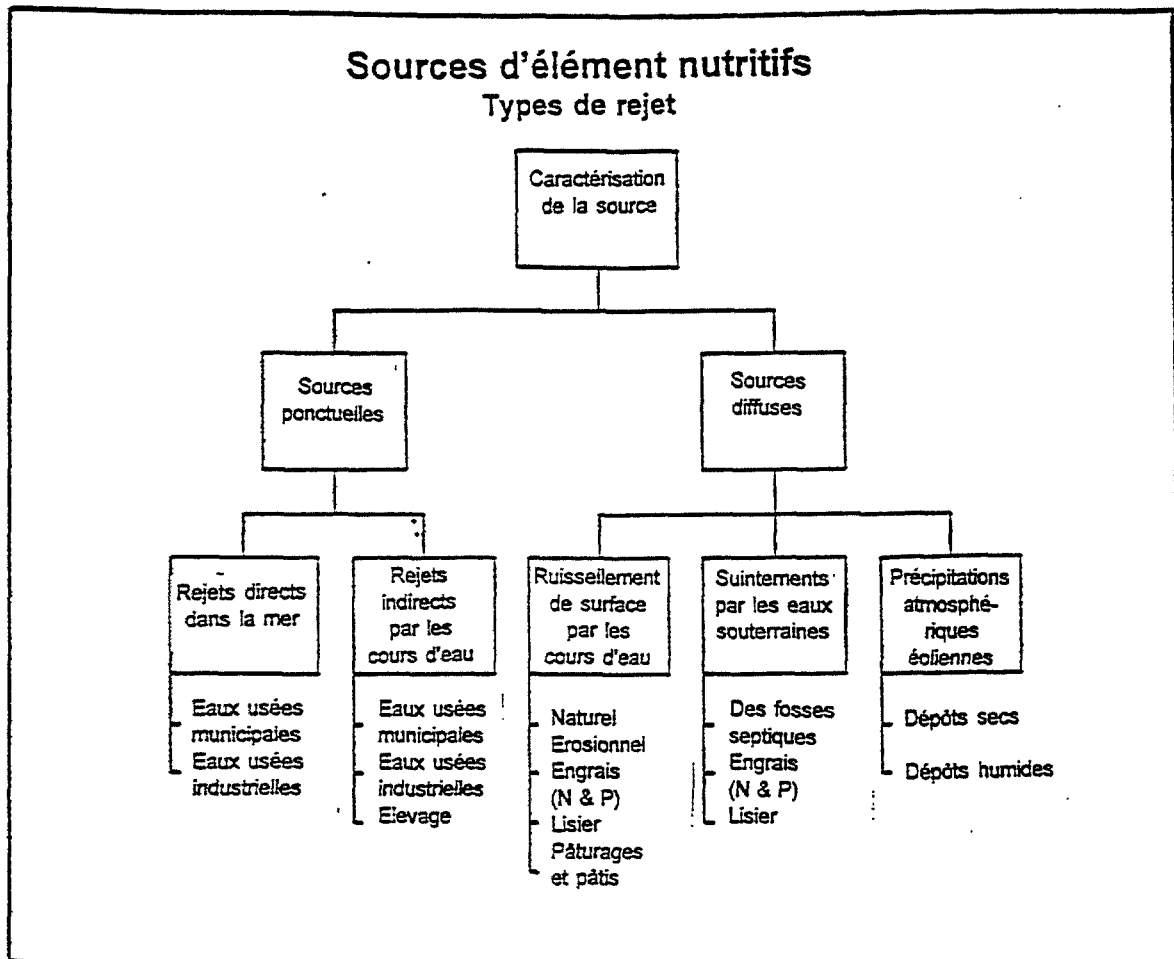 Sources d'élément nutritifs
Types de rejet
Caractérisation
de la source
Sources
ponctuelles
Sources
diffuses
Rejets directs
dans la mer
Rejets
indirects
par les
cours d'eau
Ruisseilement
de surface
par les
cours d'eau
Suintements
par les eaux
souterraines
Précipitations
atmosphé-
riques
éoliennes
Eaux usées
municipales
Eaux usées
industrielles
Eaux usées
municipales
Eaux usées
industrielles
Elevage
Naturel
Erosionnel
Engrais
(N & P)
Lisier
Pâturages
et pâtis
Des fosses
septiques
Engrais
(N & P)
Lisier
Dépôts secs
Dépôts humides